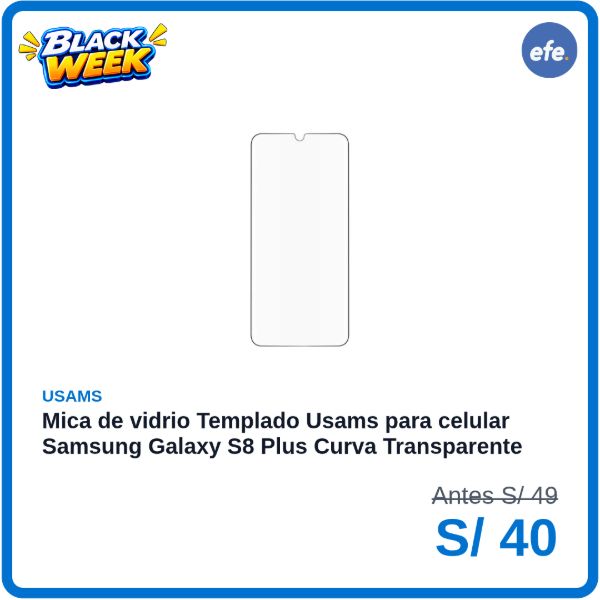 BLACK
WEEK
efe.
USAMS
Mica de vidrio Templado Usams para celular
Samsung Galaxy S8 Plus Curva Transparente
Antes S/ 49
S/ 40